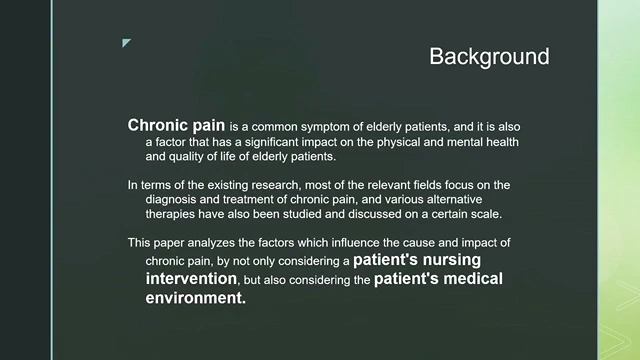 Background
Chronic pain is a common symptom of elderly patients, and it is also
a factor that has a significant impact on the physical and mental health
and quality of life of elderly patients.
In terms of the existing research, most of the relevant fields focus on the
diagnosis and treatment of chronic pain, and various alternative
therapies have also been studied and discussed on a certain scale.
This paper analyzes the factors which influence the cause and impact of
chronic pain, by not only considering a patient's nursing
intervention, but also considering the patient's medical
environment.